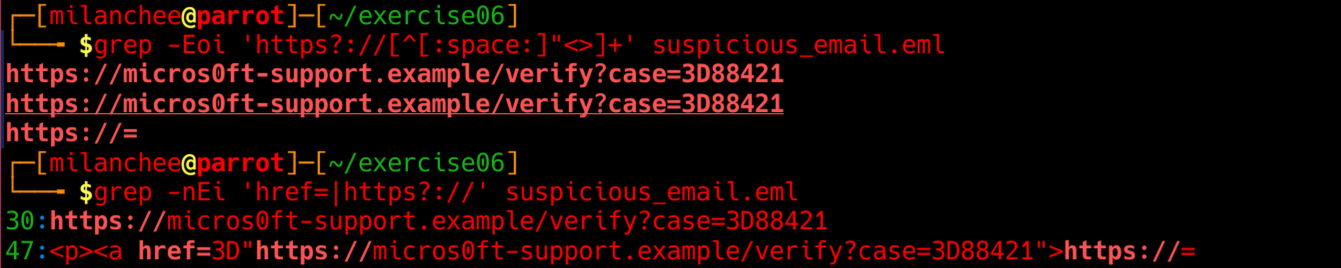 ┌─[milanchee@parrot]─[~/exercise06]
└──╼ $grep -Eoi 'https?://[^[:space:]"<>]+' suspicious_email.eml
https://micros0ft-support.example/verify?case=3D88421
https://micros0ft-support.example/verify?case=3D88421
https://=
┌─[milanchee@parrot]─[~/exercise06]
└──╼ $grep -nEi 'href=|https?://' suspicious_email.eml
30:https://micros0ft-support.example/verify?case=3D88421
47:<p><a href=3D"https://micros0ft-support.example/verify?case=3D88421">https://=